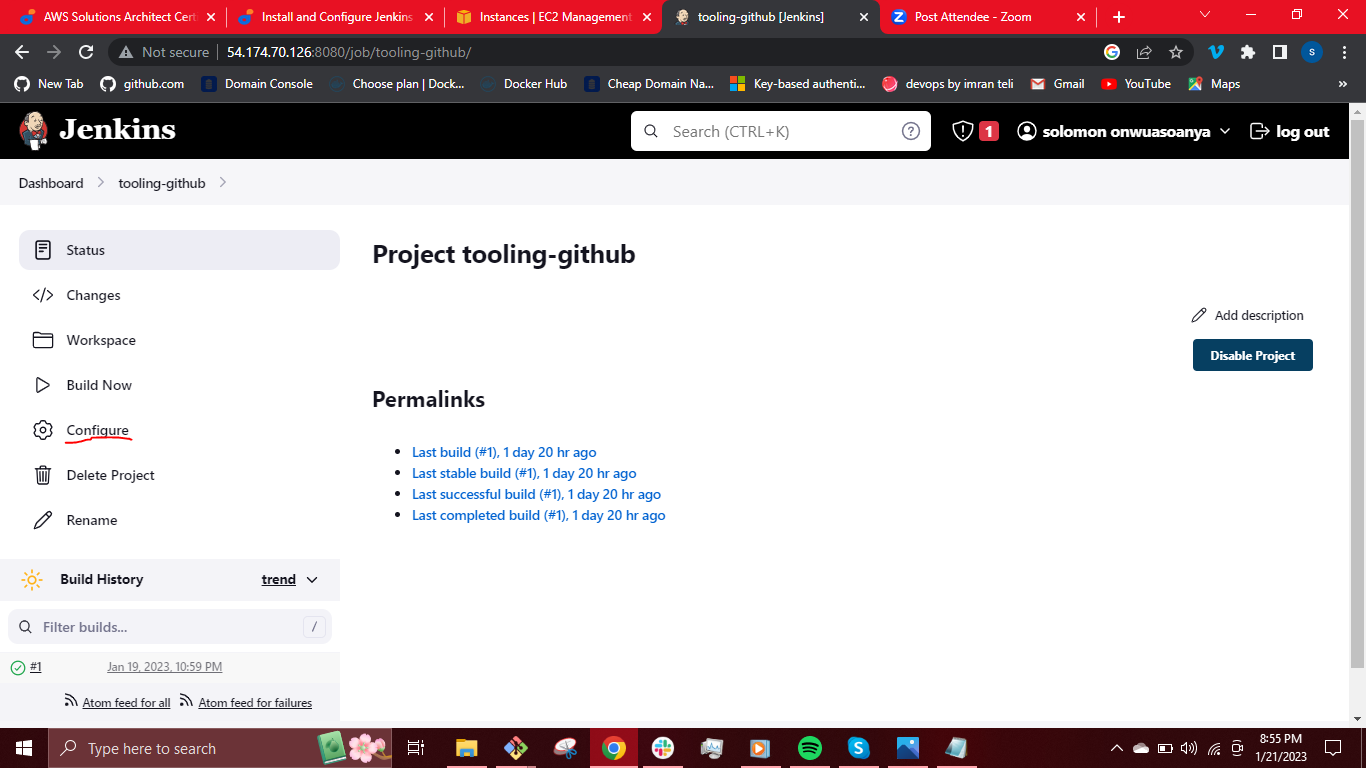 AWS Solutions Architect Cert
Install and Configure Jenkins
Instances | EC2 Management
tooling-github [Jenkins]
Post Attendee - Zoom
Not secure
54.174.70.126:8080/job/tooling-github/
S
New Tab
github.com
Domain Console
Choose plan | Dock...
Docker Hub
Cheap Domain Na...
Key-based authenti...
devops by imran teli
Gmail
YouTube
Maps
»
Jenkins
Search (CTRL+K)
1
solomon onwuasoanya
log out
Dashboard
tooling-github
Status
Changes
Workspace
Build Now
Configure
Delete Project
Rename
Project tooling-github
Add description
Disable Project
Permalinks
Last build (#1), 1 day 20 hr ago
Last stable build (#1), 1 day 20 hr ago
Last successful build (#1), 1 day 20 hr ago
Last completed build (#1), 1 day 20 hr ago
Build History
trend
Filter builds...
/
#1
Jan 19, 2023, 10:59 PM
Atom feed for all
Atom feed for failures
Type here to search
8:55 PM
1/21/2023